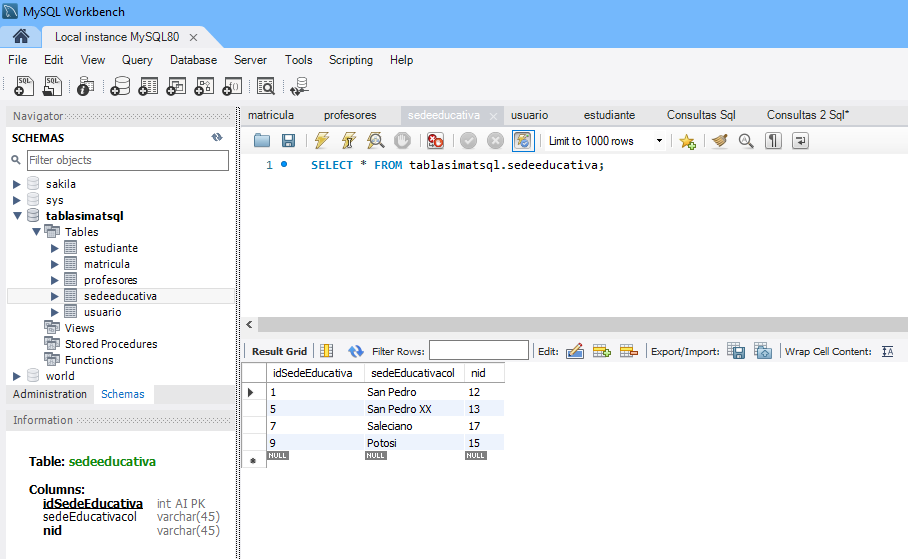 MySQL Workbench
Local instance MySQL80
File Edit View Query Database Server Tools Scripting Help
Navigator
SCHEMAS
Filter objects
sakila
sys
tablasimatsql
Tables
estudiante
matricula
profesores
sedeeducativa
usuario
Views
Stored Procedures
Functions
world
Administration Schemas
Information
Table: sedeeducativa
Columns:
idSedeEducativa int AI PK
sedeEducativacol varchar(45)
nid varchar(45)
matricula profesores sedeeducativa usuario estudiante Consultas Sql Consultas 2 Sql*
Limit to 1000 rows
1 SELECT * FROM tablasimatsql.sedeeducativa;
Result Grid Filter Rows: Edit: Export/Import: Wrap Cell Content:
idSedeEducativa sedeEducativacol nid
1 San Pedro 12
5 San Pedro XX 13
7 Saleciano 17
9 Potosi 15
NULL NULL NULL